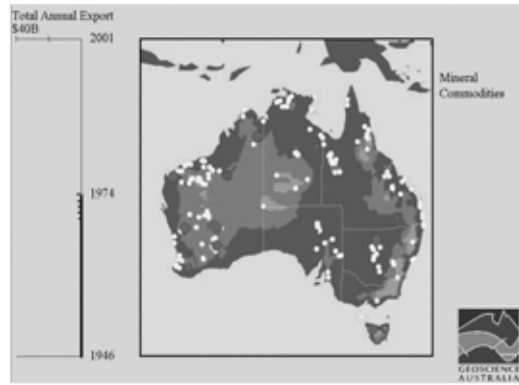 Total Annual Export
$40B
2001
Mineral
Commodities
1974
1946
GEOSCIENCE
AUSTRALIA